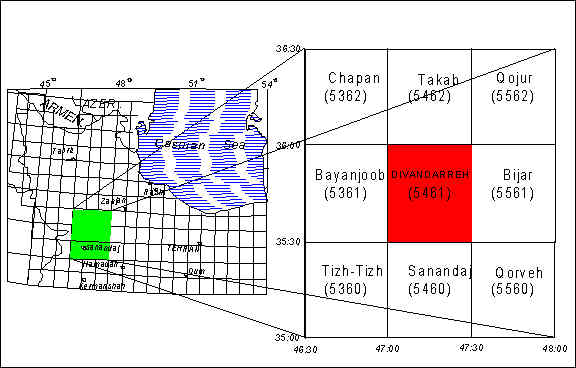 45°
48°
51°
54°
ARMEN.
AZER.
Caspian Sea
Tabriz
Rasht
Zanjan
Sanandaj
TEHRAN
Hamadan
Qum
Kermanshah
36:30
36:00
35:30
35:00
46:30
47:00
47:30
48:00
Chapan
(5362)
Takab
(5462)
Qojur
(5562)
Bayanjoob
(5361)
DIVANDARREH
(5461)
Bijar
(5561)
Tizh-Tizh
(5360)
Sanandaj
(5460)
Qorveh
(5560)